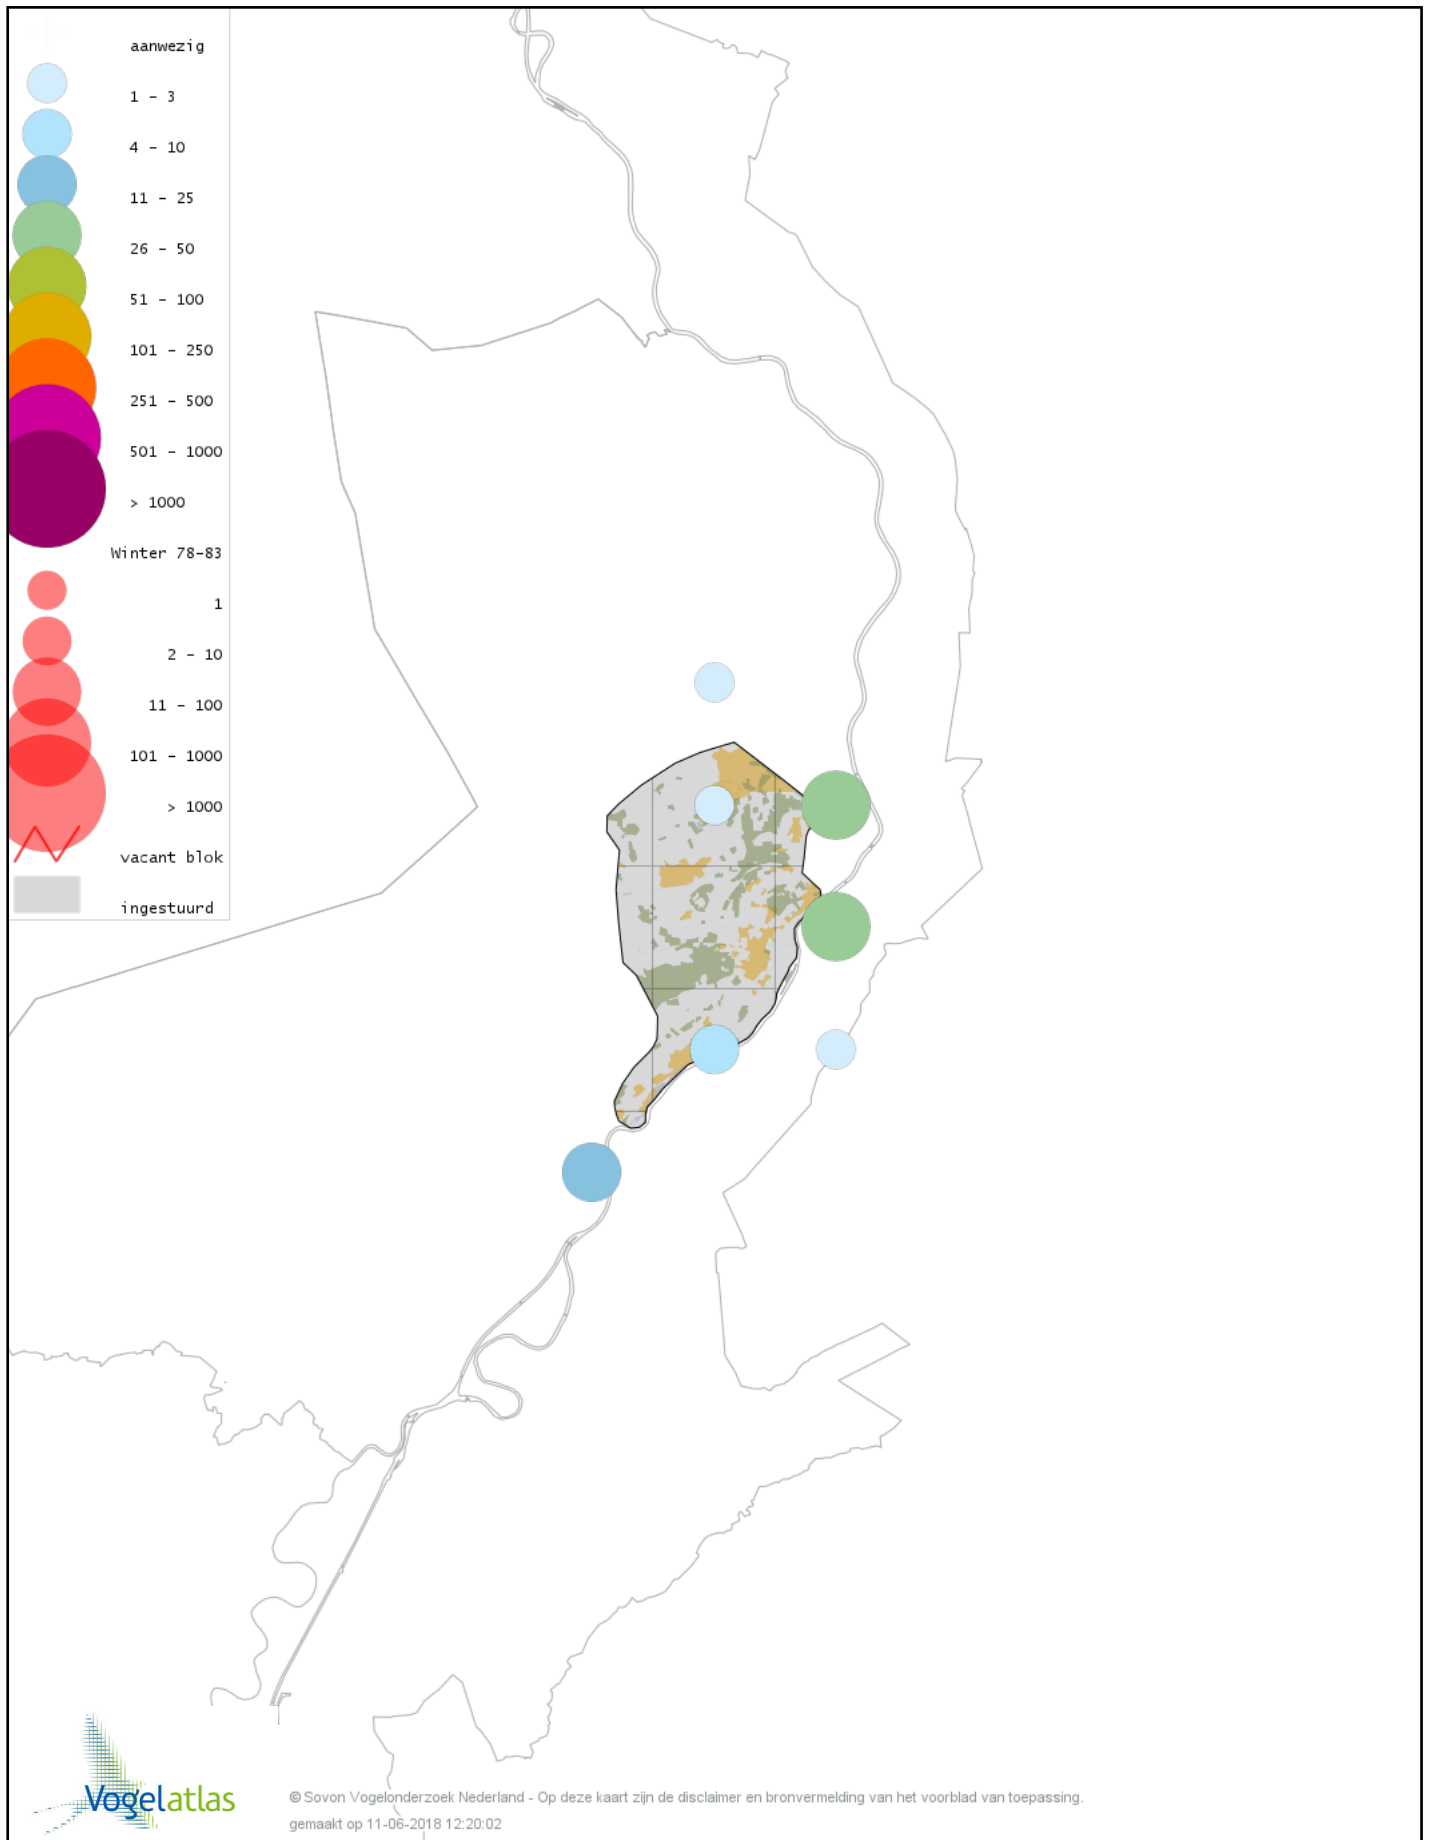 aanwezig
1 - 3
4 - 10
11 - 25
26 - 50
51 - 100
101 - 250
251 - 500
501 - 1000
> 1000
Winter 78-83
1
2 - 10
11 - 100
101 - 1000
> 1000
vacant blok
ingestuurd
Vogelatlas
© Sovon Vogelonderzoek Nederland - Op deze kaart zijn de disclaimer en bronvermelding van het voorblad van toepassing.
gemaakt op 11-06-2018 12:20:02